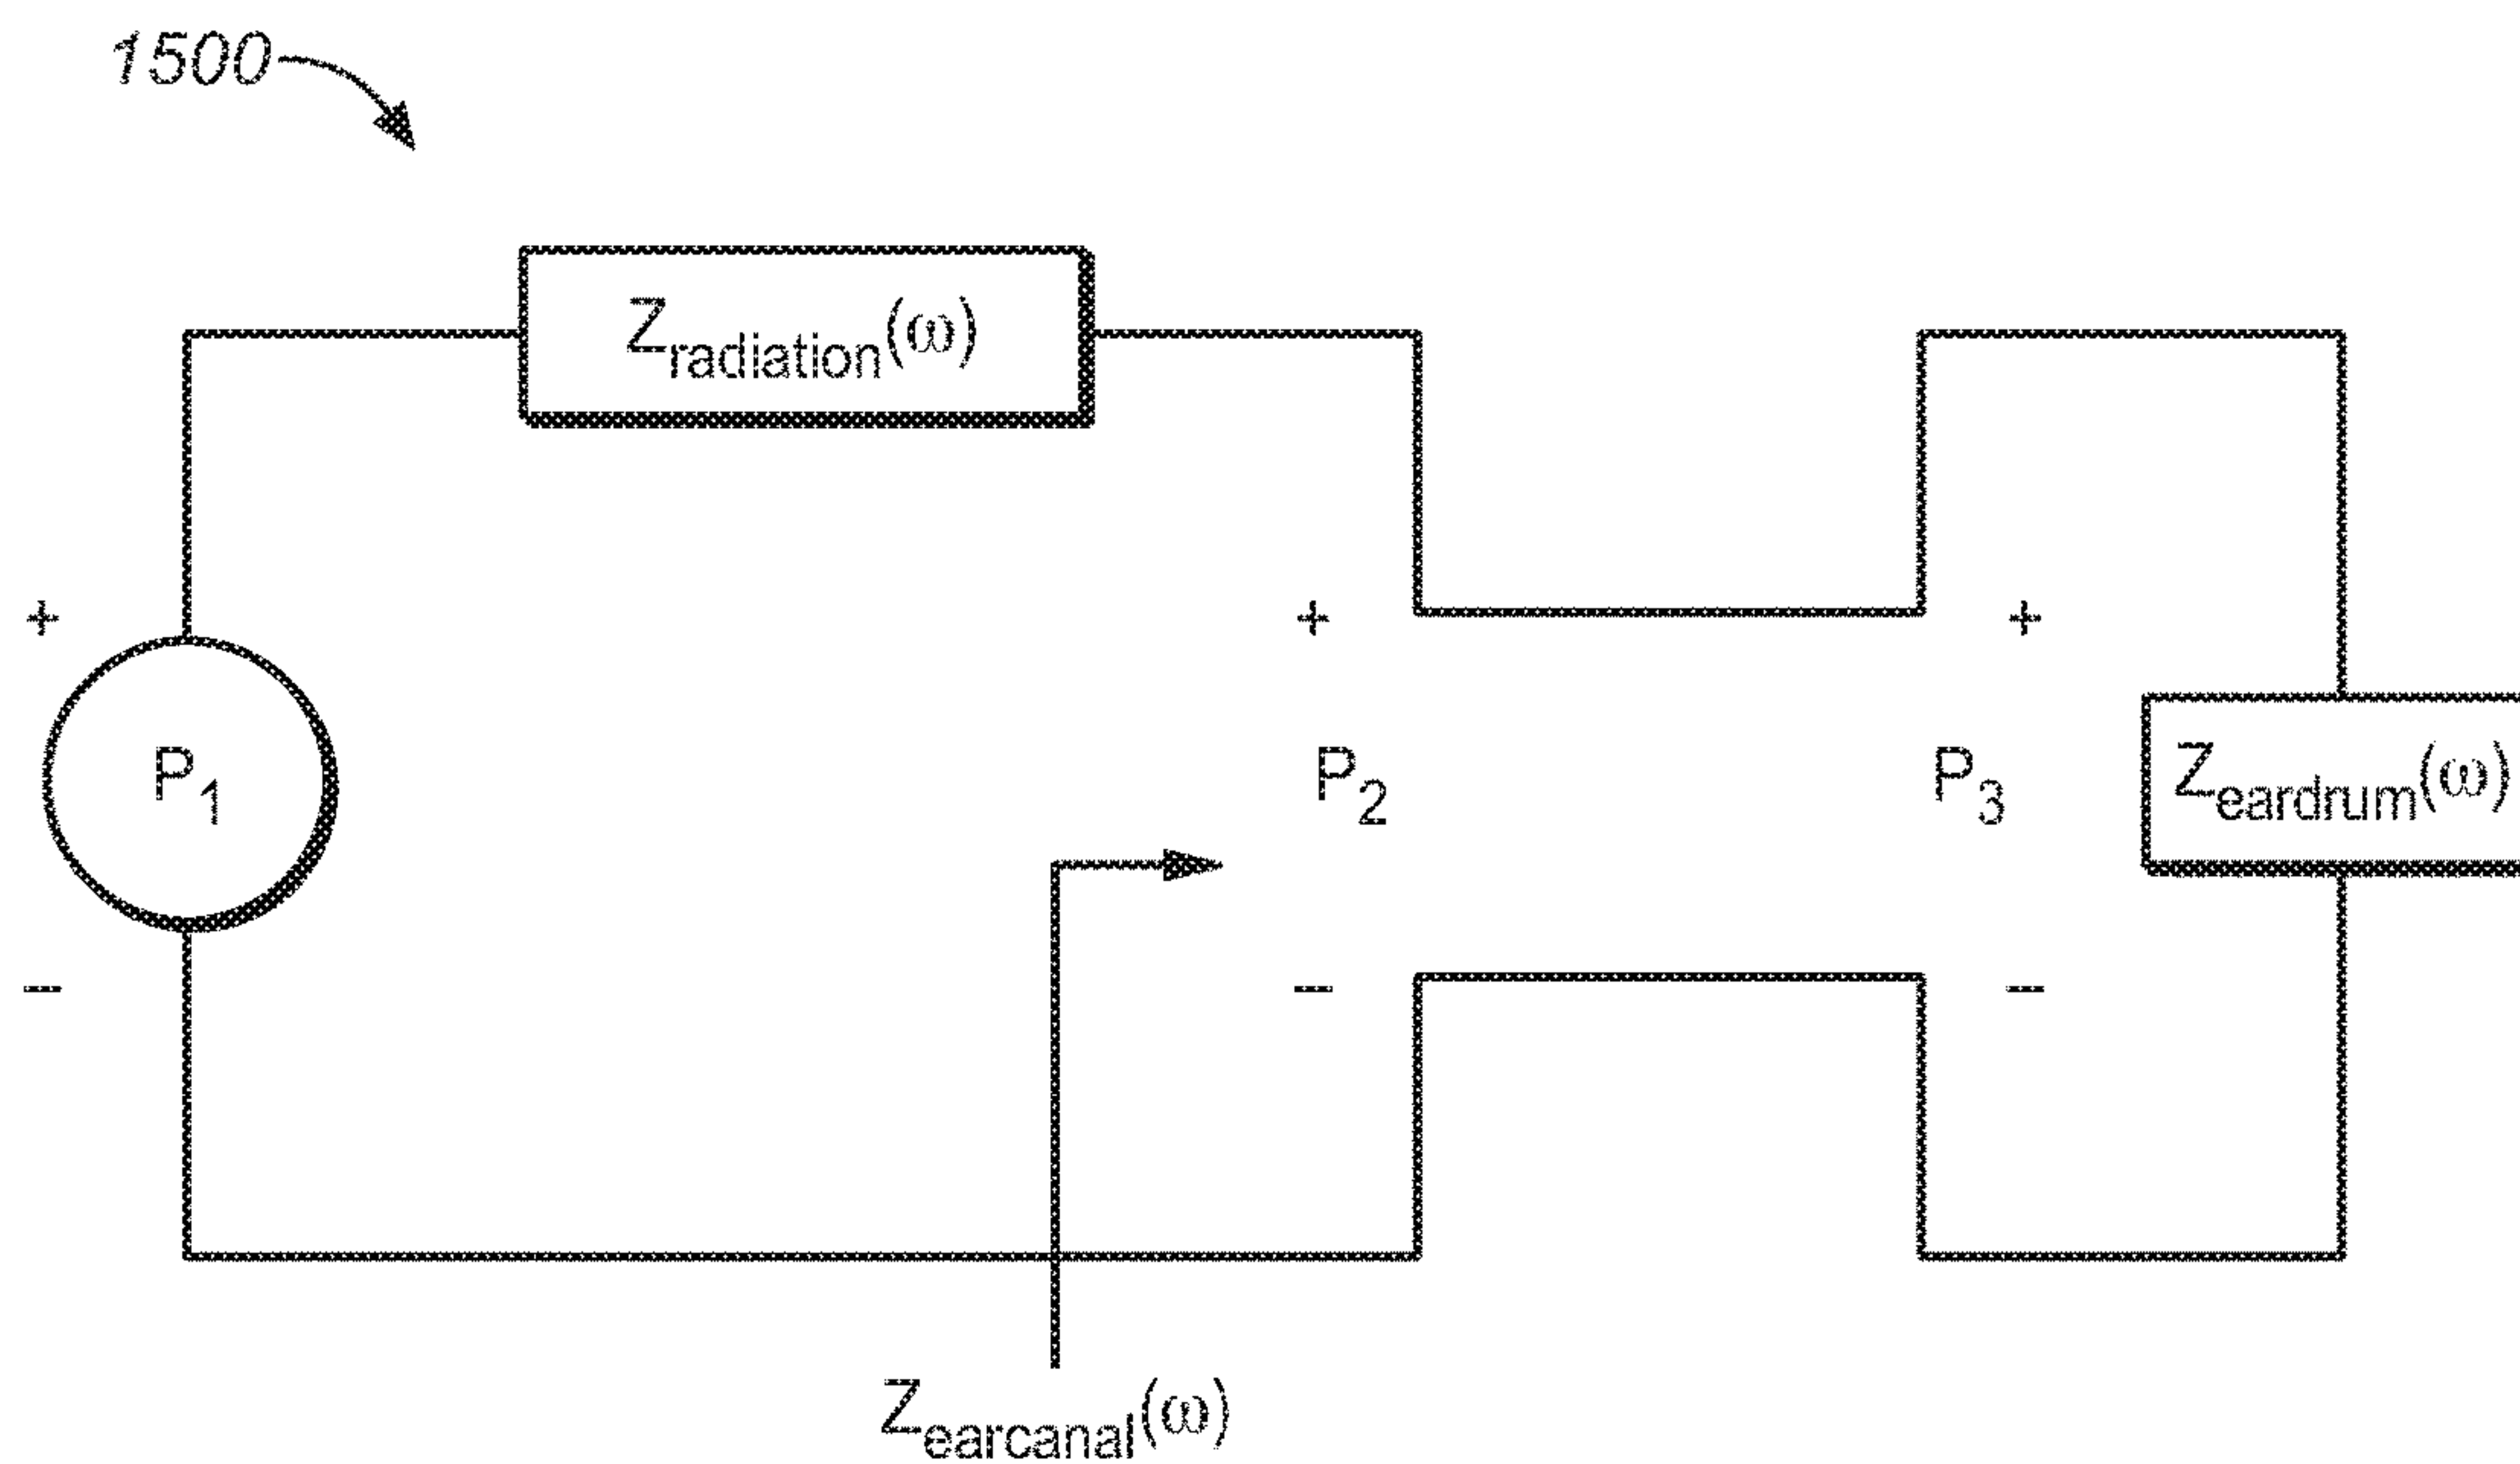 1500
Zradiation(ω)
+ + +
P1 P2 P3 Zeardrum(ω)
− − −
Zearcanal(ω)